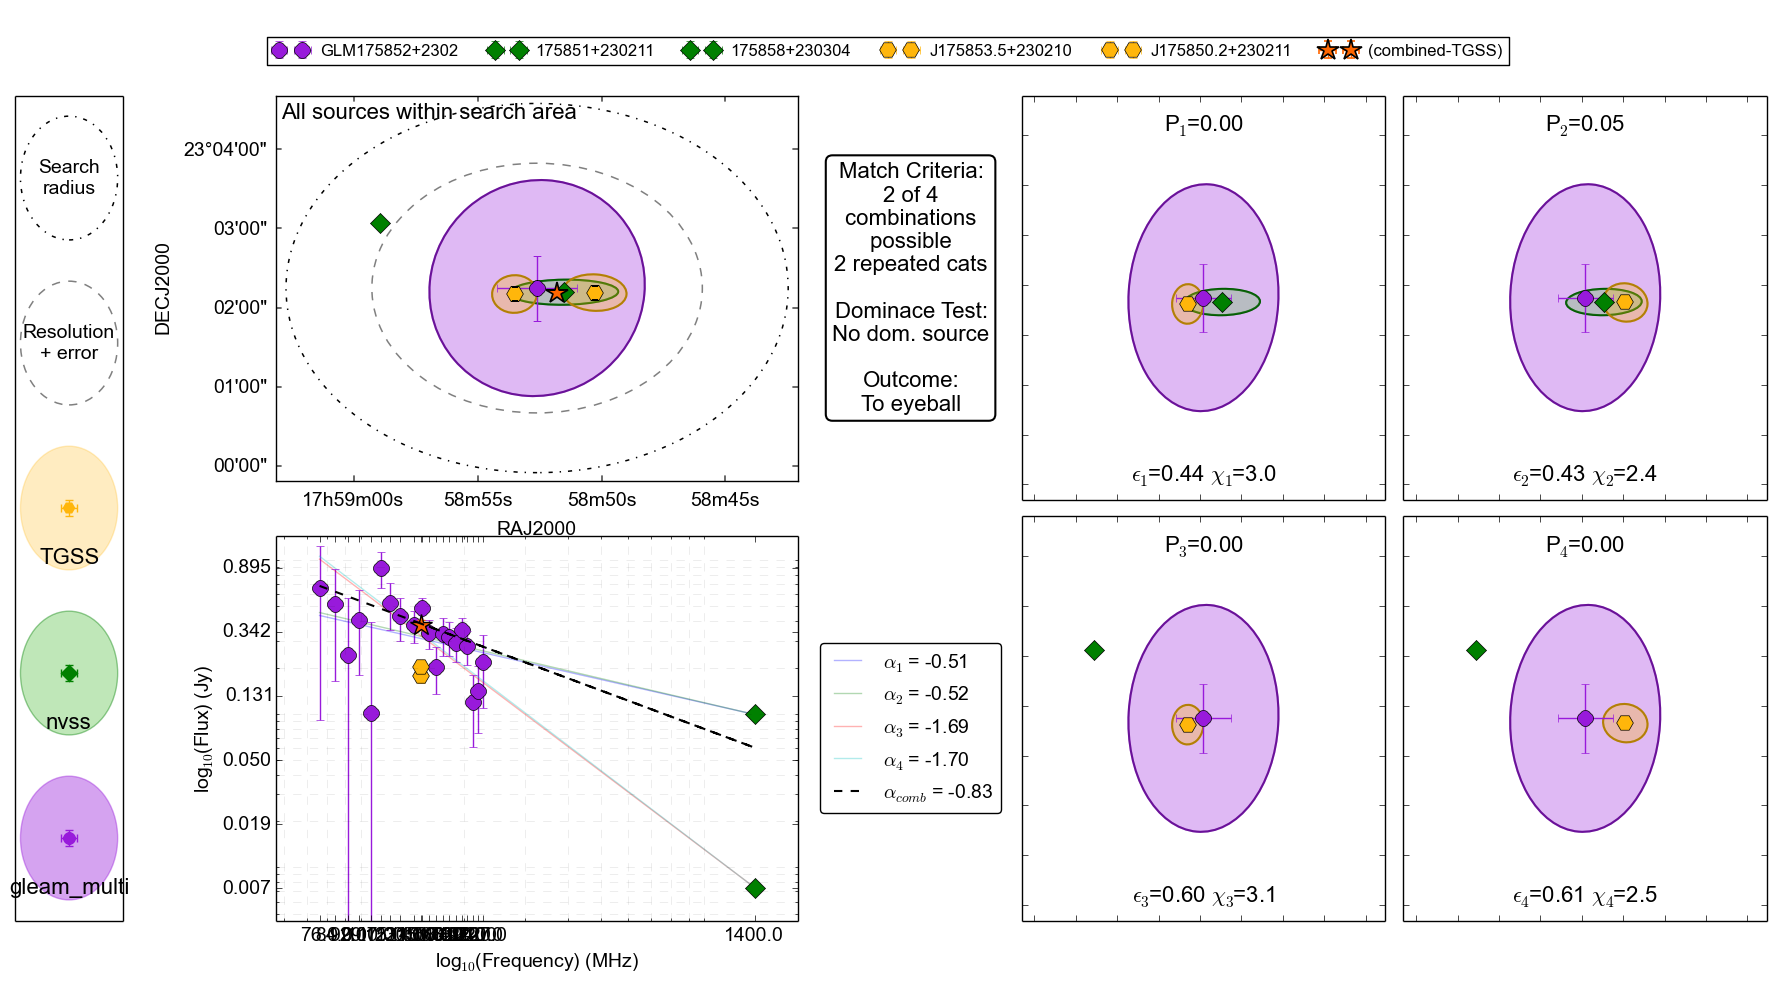 GLM175852+2302 175851+230211 175858+230304 J175853.5+230210 J175850.2+230211 (combined-TGSS)
Search
radius
Resolution
+ error
TGSS
nvss
gleam_multi
All sources within search area
DECJ2000
23°04'00"
03'00"
02'00"
01'00"
00'00"
17h59m00s 58m55s 58m50s 58m45s
RAJ2000
Match Criteria:
2 of 4
combinations
possible
2 repeated cats
Dominace Test:
No dom. source
Outcome:
To eyeball
P₁=0.00
ϵ₁=0.44 χ₁=3.0
P₂=0.05
ϵ₂=0.43 χ₂=2.4
log₁₀(Flux) (Jy)
0.895
0.342
0.131
0.050
0.019
0.007
1400.0
log₁₀(Frequency) (MHz)
α₁ = -0.51
α₂ = -0.52
α₃ = -1.69
α₄ = -1.70
α_comb = -0.83
P₃=0.00
ϵ₃=0.60 χ₃=3.1
P₄=0.00
ϵ₄=0.61 χ₄=2.5